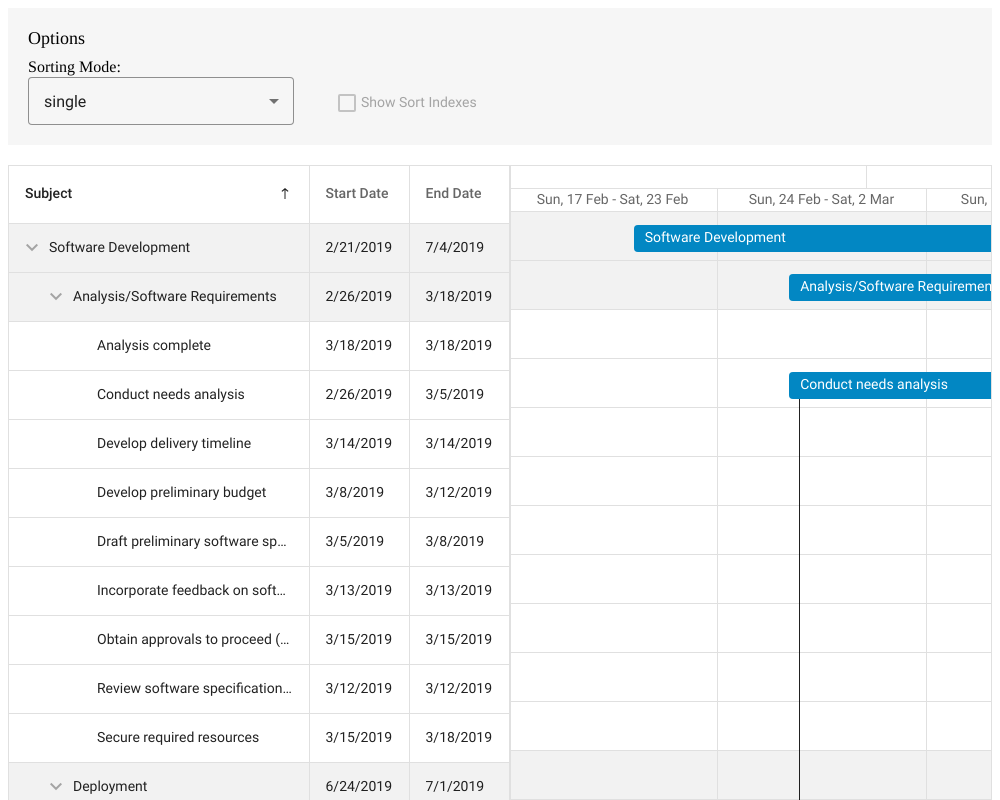 Options
Sorting Mode:
single
Show Sort Indexes
Subject Start Date End Date
Sun, 17 Feb - Sat, 23 Feb Sun, 24 Feb - Sat, 2 Mar Sun,
Software Development 2/21/2019 7/4/2019 Software Development
Analysis/Software Requirements 2/26/2019 3/18/2019 Analysis/Software Requiremen
Analysis complete 3/18/2019 3/18/2019
Conduct needs analysis 2/26/2019 3/5/2019 Conduct needs analysis
Develop delivery timeline 3/14/2019 3/14/2019
Develop preliminary budget 3/8/2019 3/12/2019
Draft preliminary software sp... 3/5/2019 3/8/2019
Incorporate feedback on soft... 3/13/2019 3/13/2019
Obtain approvals to proceed (... 3/15/2019 3/15/2019
Review software specification... 3/12/2019 3/12/2019
Secure required resources 3/15/2019 3/18/2019
Deployment 6/24/2019 7/1/2019